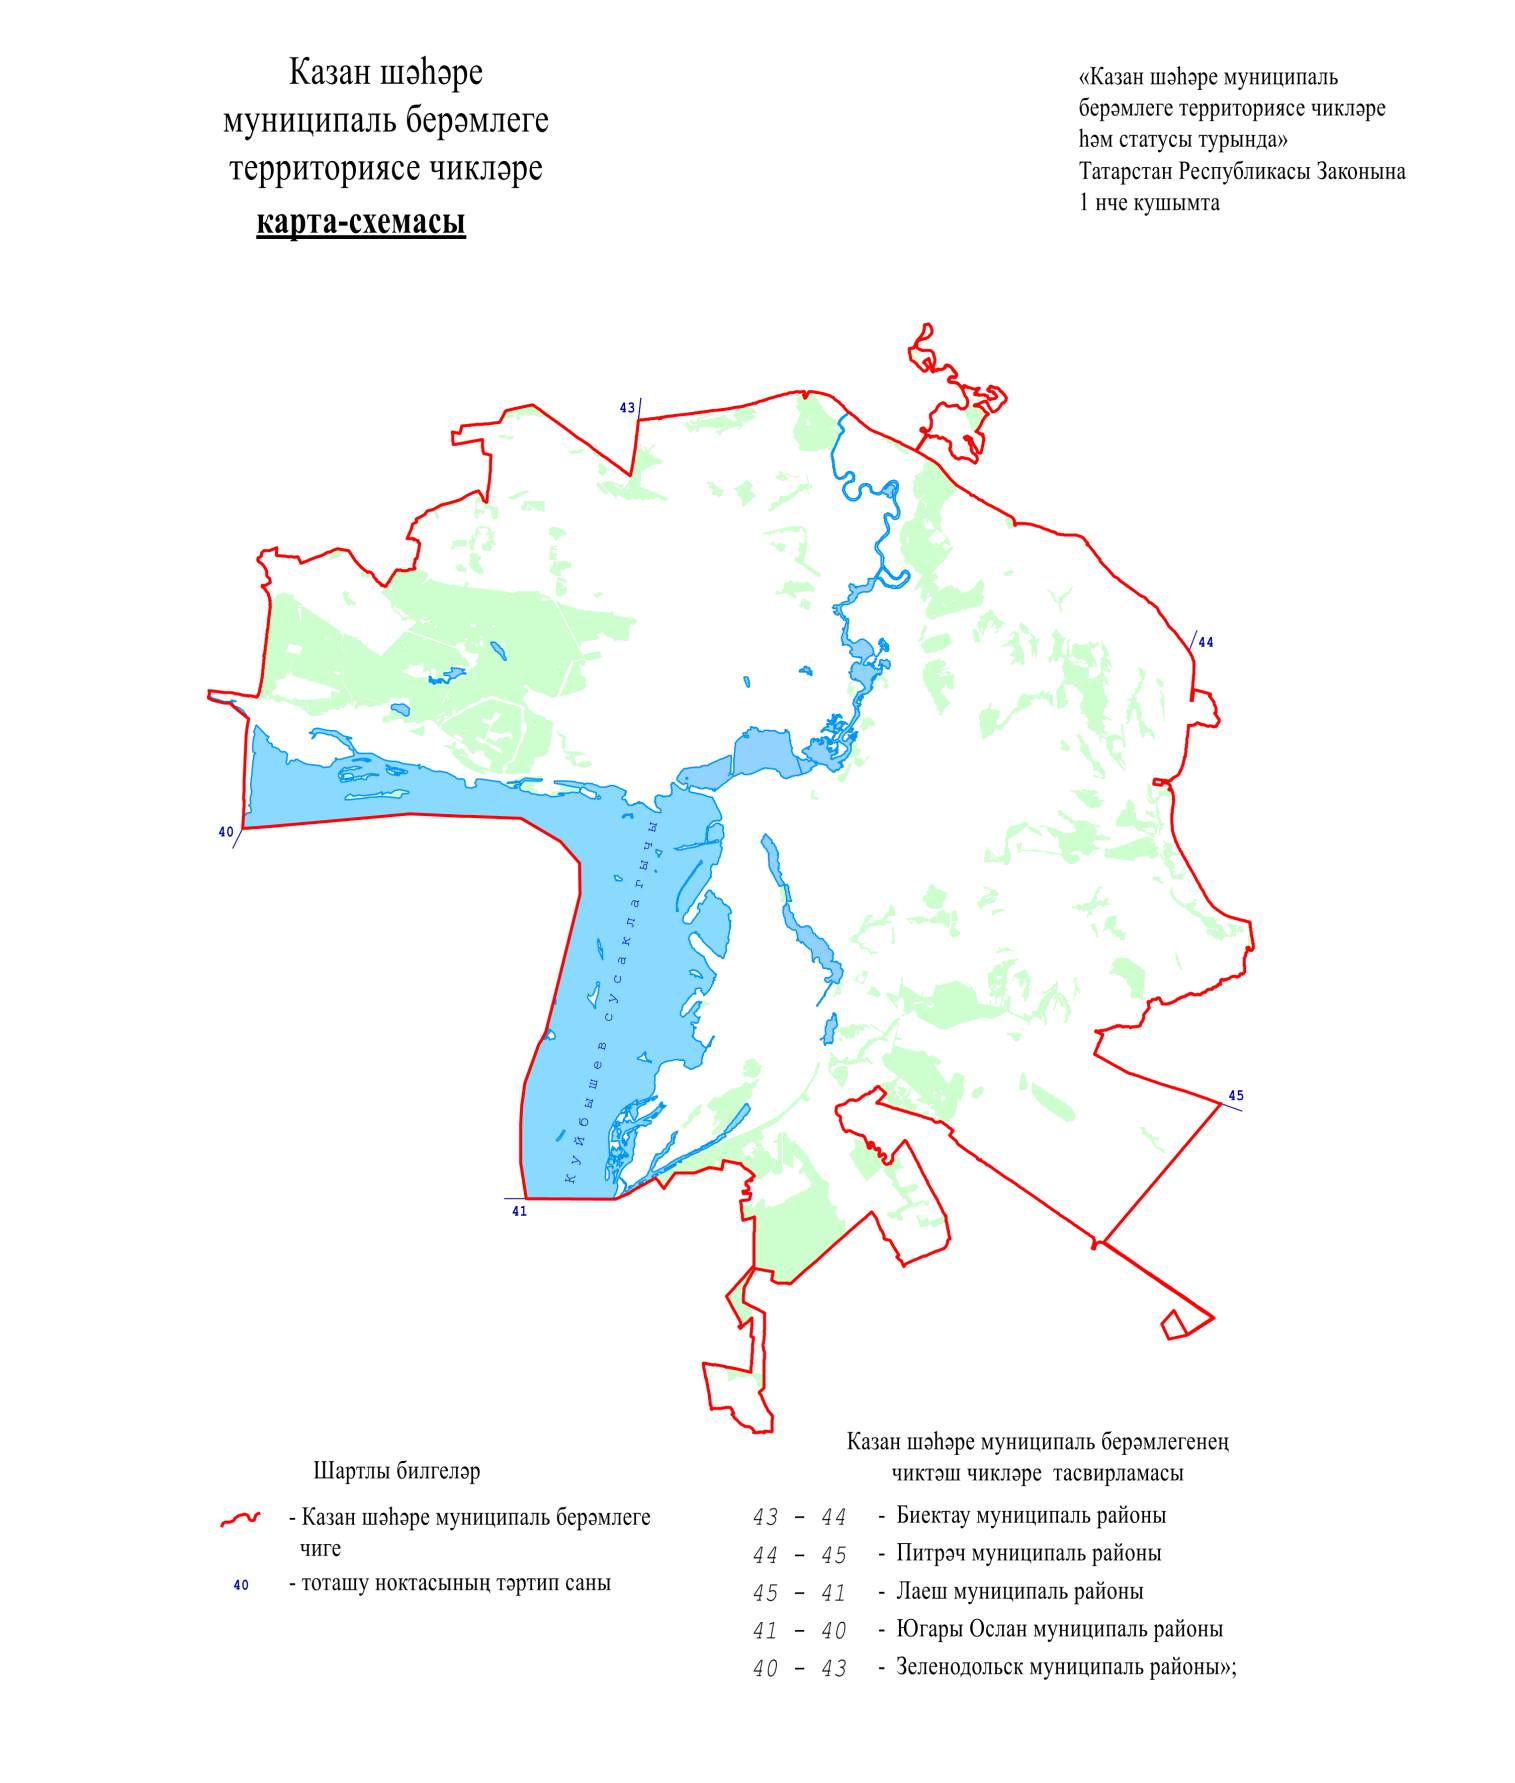 Казан шәһәре
муниципаль берәмлеге
территориясе чикләре
карта-схемасы
«Казан шәһәре муниципаль
берәмлеге территориясе чикләре
һәм статусы турында»
Татарстан Республикасы Законына
1 нче кушымта
43
44
40
Куйбышев сусаклагычы
45
41
Шартлы билгеләр
- Казан шәһәре муниципаль берәмлеге
чиге
40 - тоташу ноктасының тәртип саны
Казан шәһәре муниципаль берәмлегенең
чиктәш чикләре тасвирламасы
43 - 44 - Биектау муниципаль районы
44 - 45 - Питрәч муниципаль районы
45 - 41 - Лаеш муниципаль районы
41 - 40 - Югары Ослан муниципаль районы
40 - 43 - Зеленодольск муниципаль районы»;